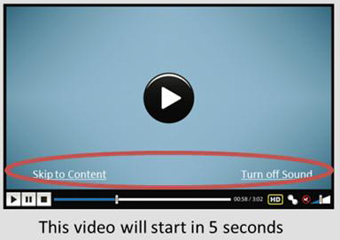 Skip to Content Turn off Sound
00:58 / 3:02 HD
This video will start in 5 seconds